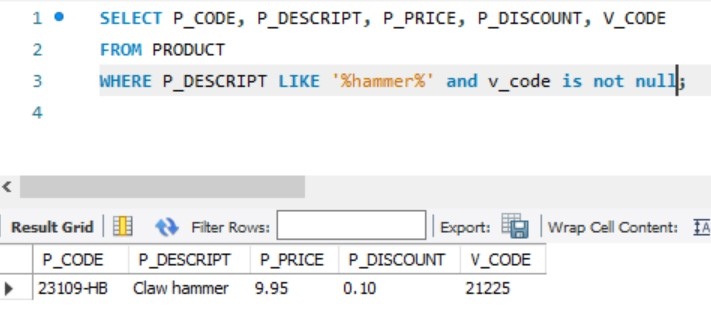 1 SELECT P_CODE, P_DESCRIPT, P_PRICE, P_DISCOUNT, V_CODE
2 FROM PRODUCT
3 WHERE P_DESCRIPT LIKE '%hammer%' and v_code is not null;
4
Result Grid Filter Rows: Export: Wrap Cell Content: IA
P_CODE P_DESCRIPT P_PRICE P_DISCOUNT V_CODE
23109-HB Claw hammer 9.95 0.10 21225